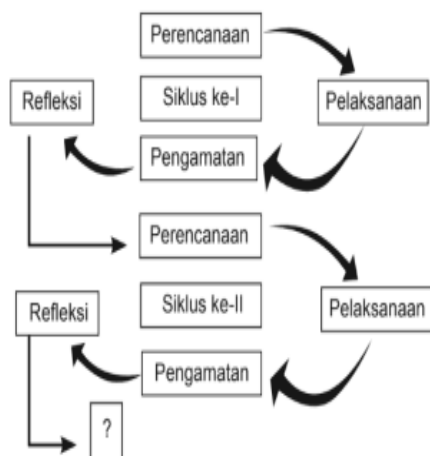 Perencanaan
Refleksi
Siklus ke-I
Pelaksanaan
Pengamatan
Perencanaan
Refleksi
Siklus ke-II
Pelaksanaan
Pengamatan
?